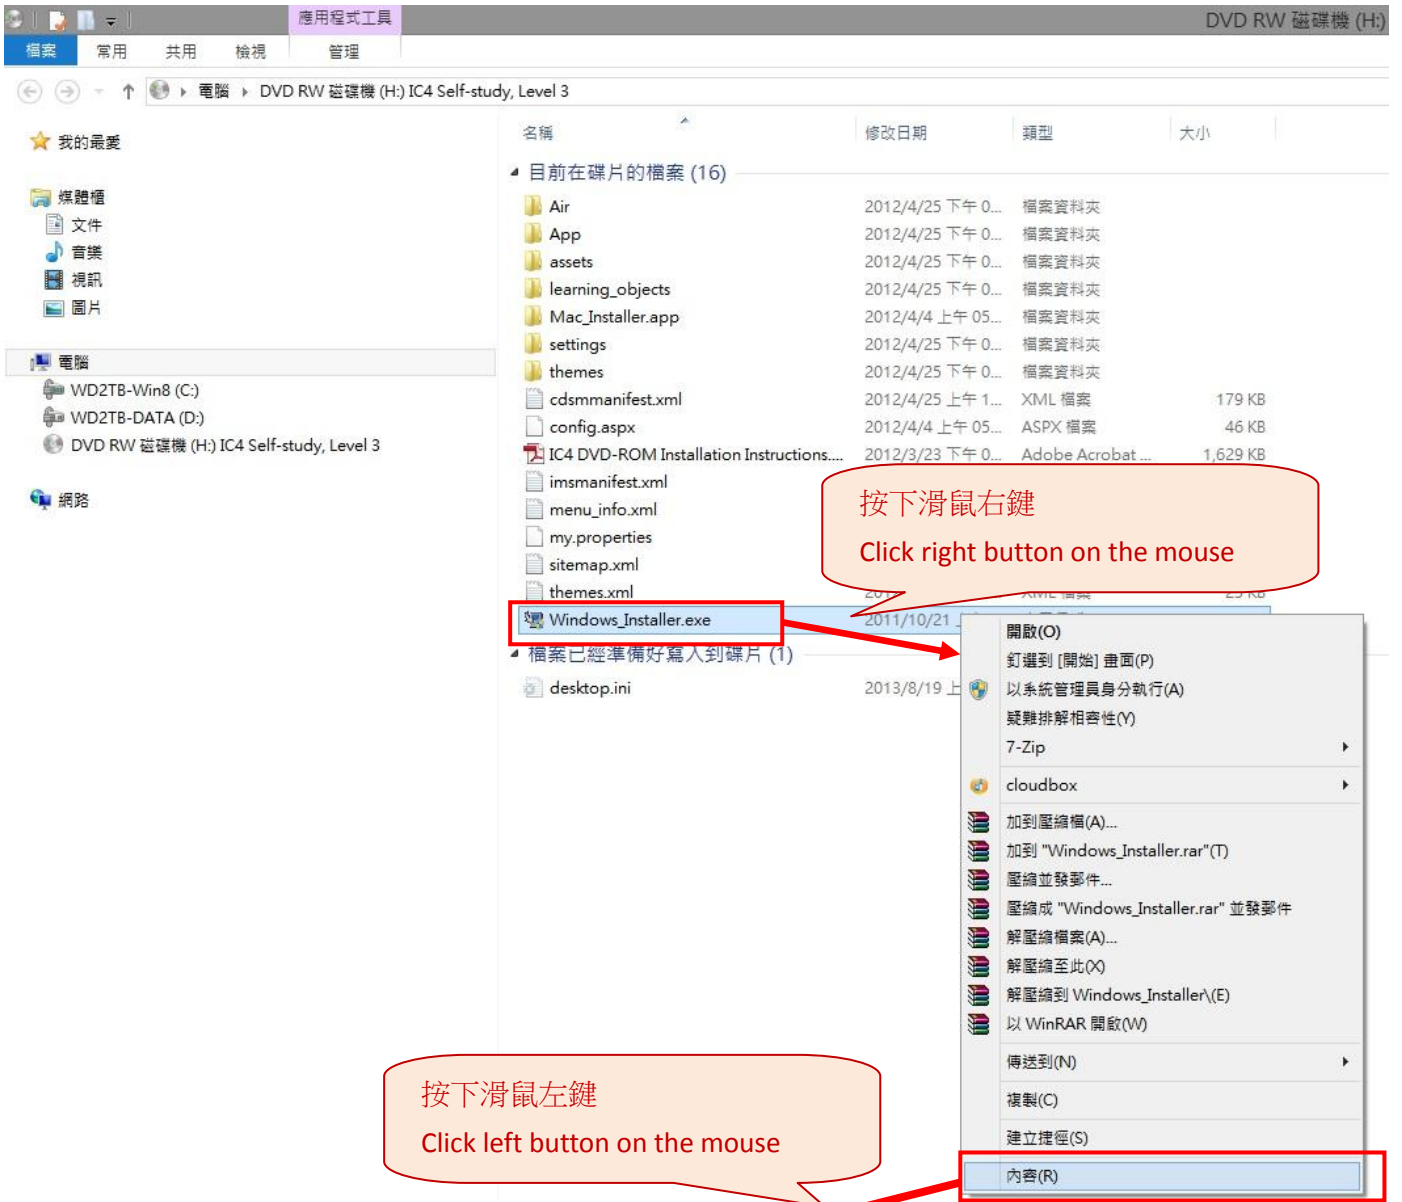 應用程式工具
DVD RW 磁碟機 (H:)
檔案 常用 共用 檢視 管理
電腦 DVD RW 磁碟機 (H:) IC4 Self-study, Level 3
我的最愛
媒體櫃
文件
音樂
視訊
圖片
電腦
WD2TB-Win8 (C:)
WD2TB-DATA (D:)
DVD RW 磁碟機 (H:) IC4 Self-study, Level 3
網路
名稱 修改日期 類型 大小
目前在碟片的檔案 (16)
Air 2012/4/25 下午 0... 檔案資料夾
App 2012/4/25 下午 0... 檔案資料夾
assets 2012/4/25 下午 0... 檔案資料夾
learning_objects 2012/4/25 下午 0... 檔案資料夾
Mac_Installer.app 2012/4/4 上午 05... 檔案資料夾
settings 2012/4/25 下午 0... 檔案資料夾
themes 2012/4/25 下午 0... 檔案資料夾
cdsmmanifest.xml 2012/4/25 上午 1... XML 檔案 179 KB
config.aspx 2012/4/4 上午 05... ASPX 檔案 46 KB
IC4 DVD-ROM Installation Instructions.... 2012/3/23 下午 0... Adobe Acrobat ... 1,629 KB
imsmanifest.xml
menu_info.xml
my.properties
sitemap.xml
themes.xml
Windows_Installer.exe 2011/10/21
檔案已經準備好寫入到碟片 (1)
desktop.ini 2013/8/19 上
按下滑鼠右鍵
Click right button on the mouse
開啟(O)
釘選到 [開始] 畫面(P)
以系統管理員身分執行(A)
疑難排解相容性(Y)
7-Zip
cloudbox
加到壓縮檔(A)...
加到 "Windows_Installer.rar"(T)
壓縮並發郵件...
壓縮成 "Windows_Installer.rar" 並發郵件
解壓縮檔案(A)...
解壓縮至此(X)
解壓縮到 Windows_Installer\(E)
以 WinRAR 開啟(W)
傳送到(N)
複製(C)
建立捷徑(S)
內容(R)
按下滑鼠左鍵
Click left button on the mouse